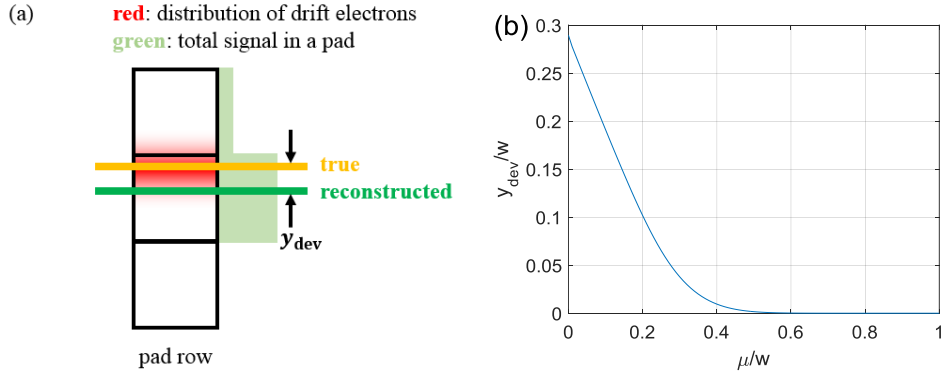 (a)
red: distribution of drift electrons
green: total signal in a pad
true
reconstructed
y_dev
pad row
(b)
y_dev/w
0.3
0.25
0.2
0.15
0.1
0.05
0
0 0.2 0.4 0.6 0.8 1
μ/w